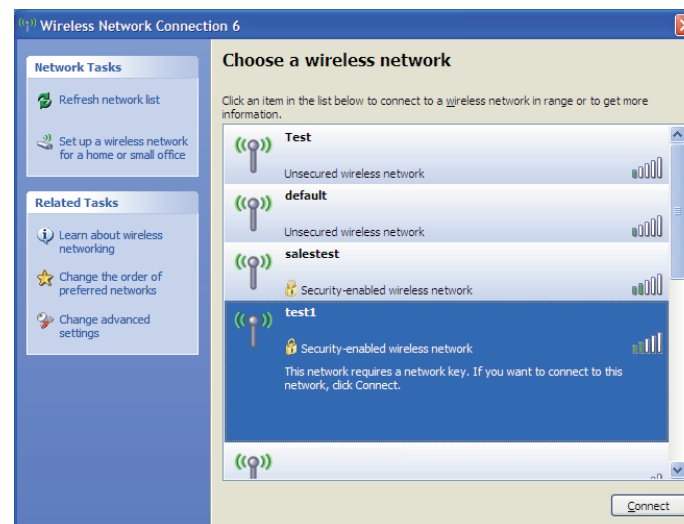 Wireless Network Connection 6
Network Tasks
Refresh network list
Set up a wireless network
for a home or small office
Related Tasks
Learn about wireless
networking
Change the order of
preferred networks
Change advanced
settings
Choose a wireless network
Click an item in the list below to connect to a wireless network in range or to get more
information.
Test
Unsecured wireless network
default
Unsecured wireless network
salestest
Security-enabled wireless network
test1
Security-enabled wireless network
This network requires a network key. If you want to connect to this
network, click Connect.
Connect